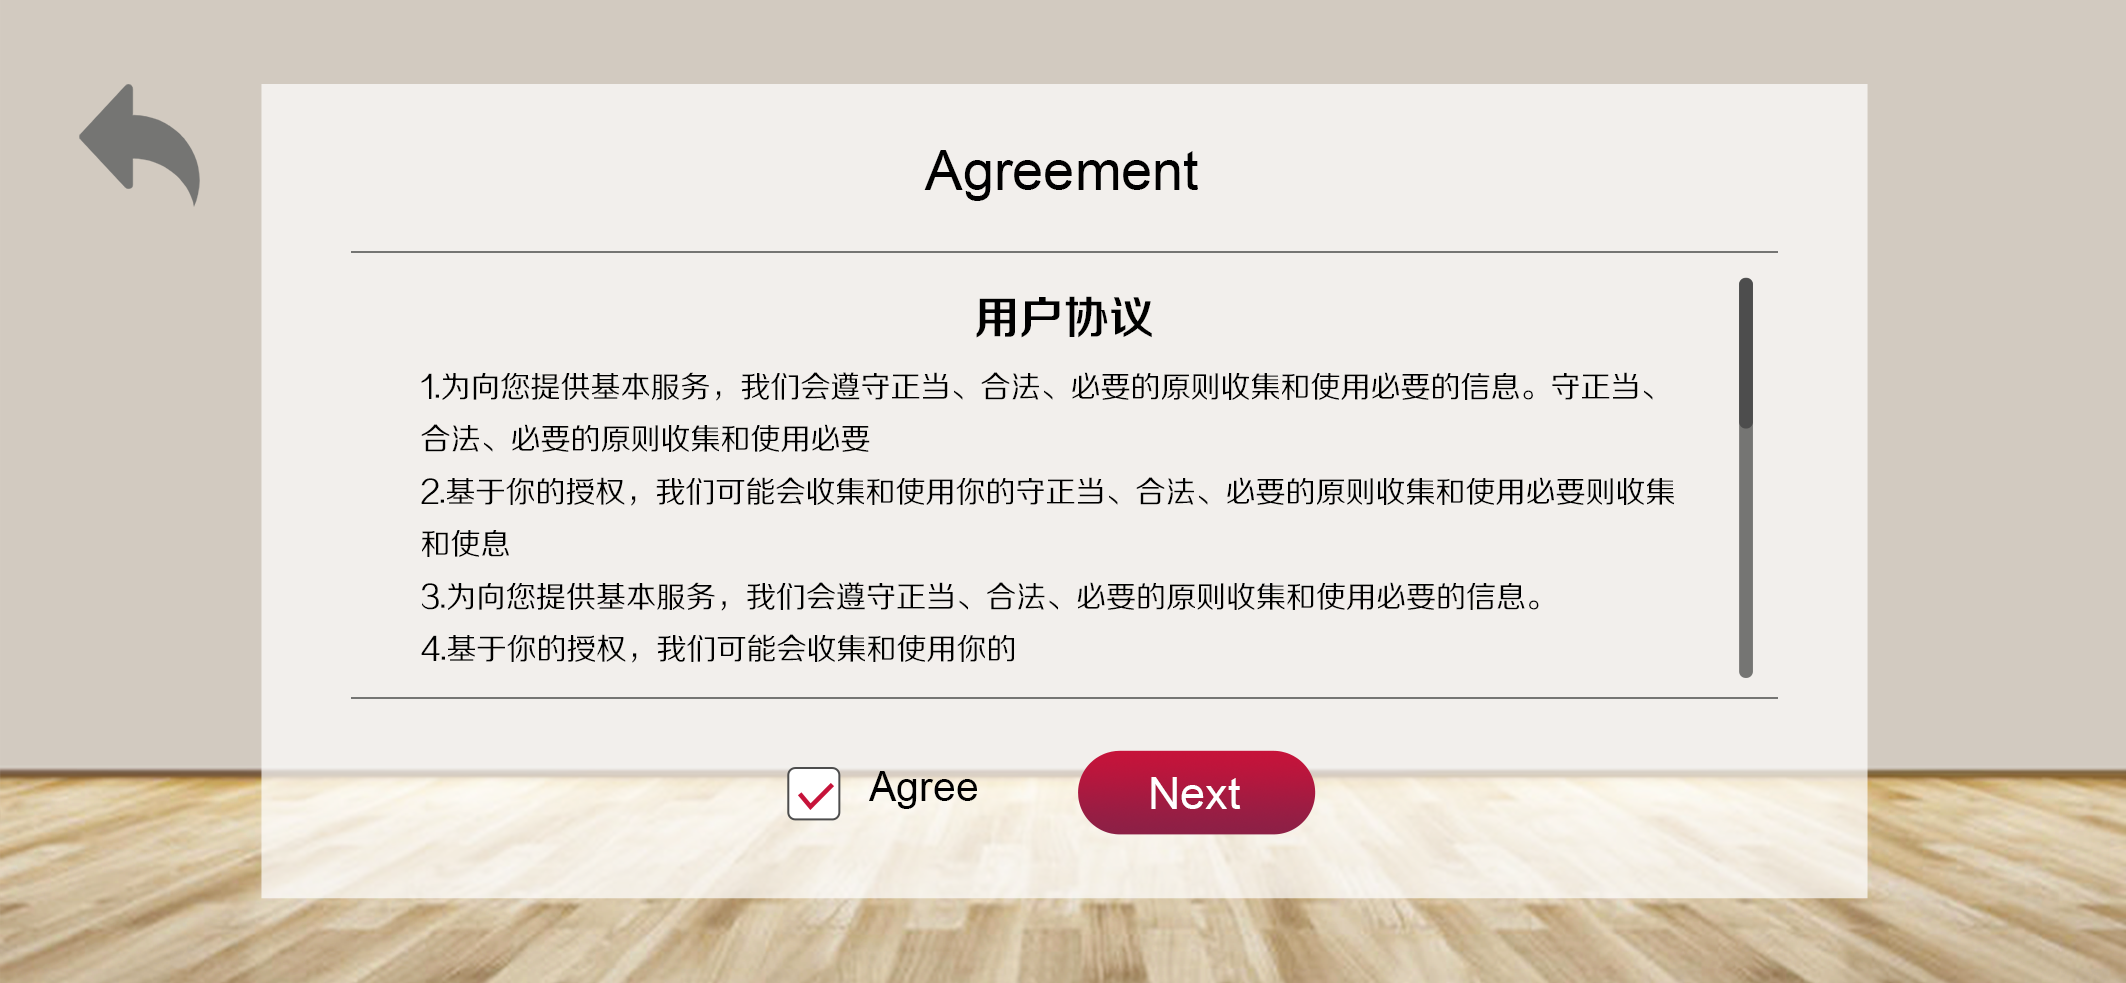 Agreement
用户协议
1.为向您提供基本服务，我们会遵守正当、合法、必要的原则收集和使用必要的信息。守正当、
合法、必要的原则收集和使用必要
2.基于你的授权，我们可能会收集和使用你的守正当、合法、必要的原则收集和使用必要则收集
和使息
3.为向您提供基本服务，我们会遵守正当、合法、必要的原则收集和使用必要的信息。
4.基于你的授权，我们可能会收集和使用你的
Agree
Next